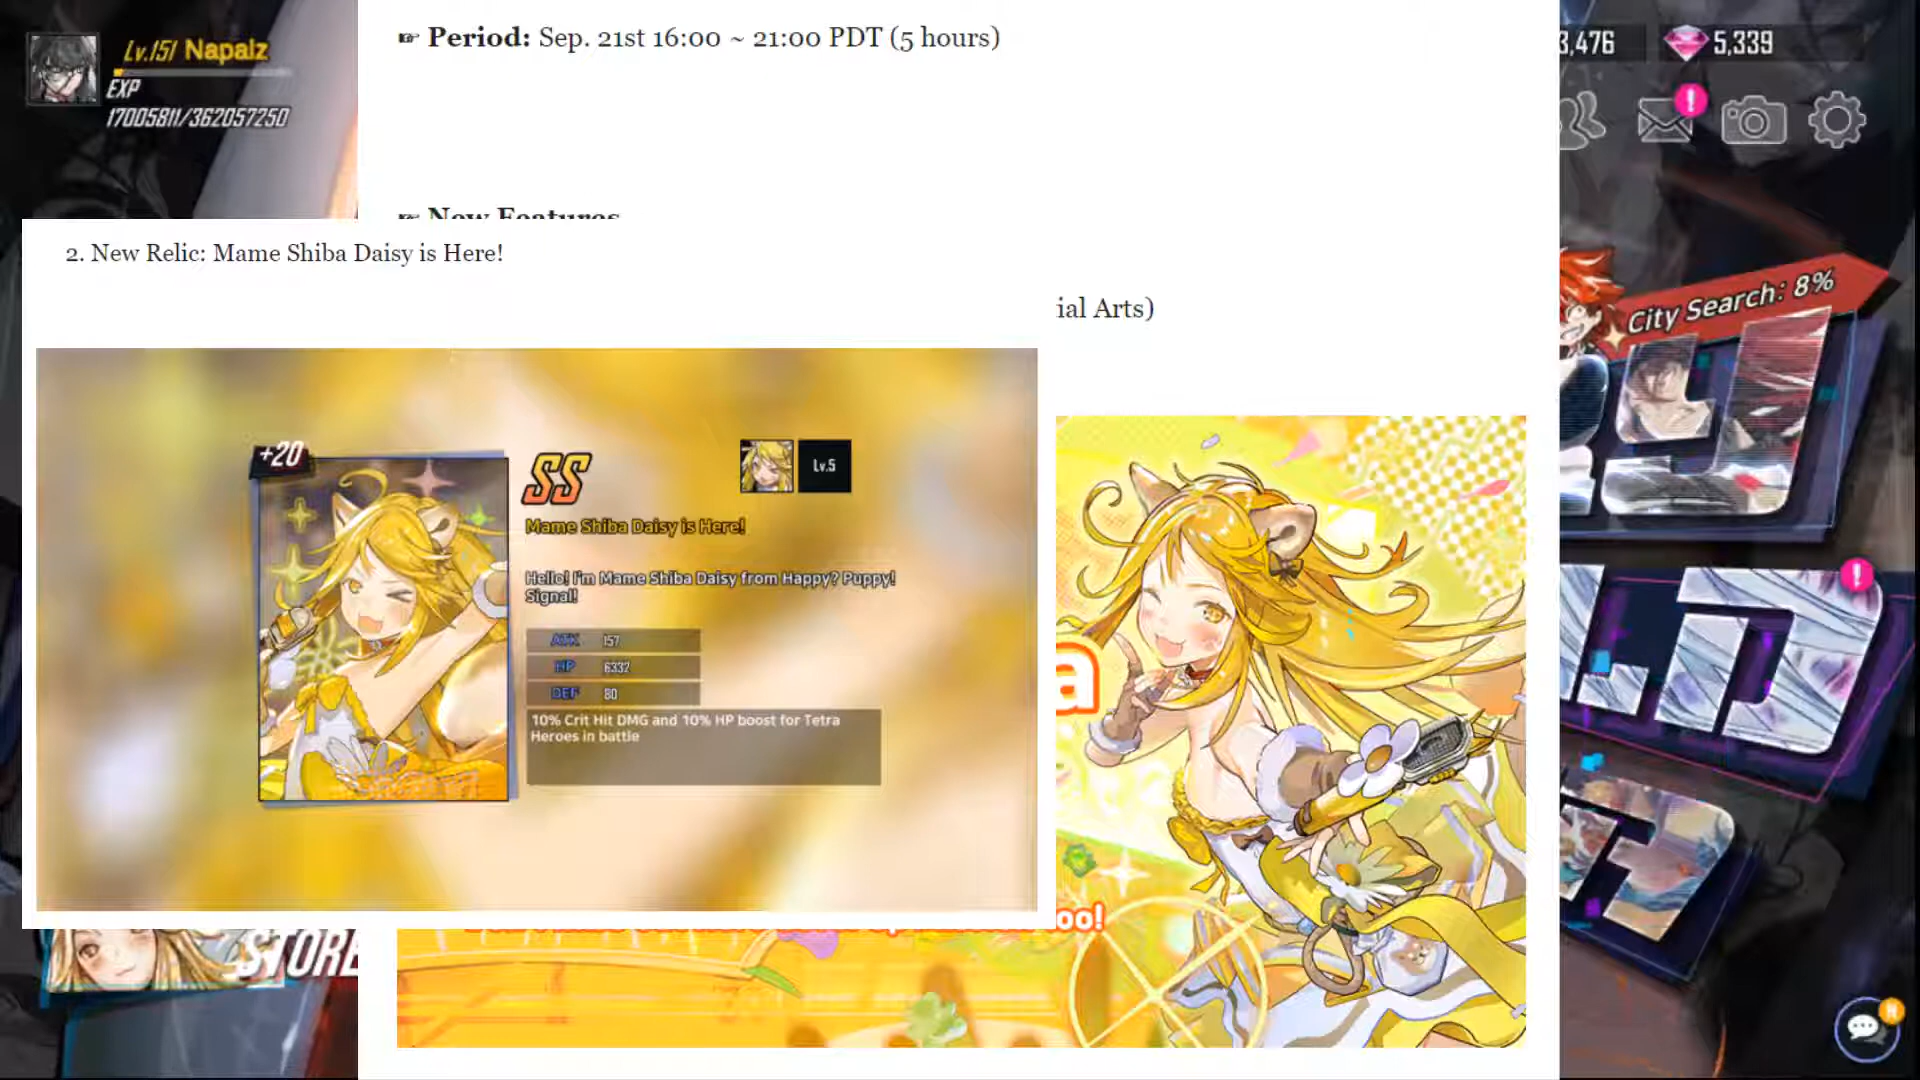 Lv.151 Napalz
EXP
17005811/362057250
☞ Period: Sep. 21st 16:00 ~ 21:00 PDT (5 hours)
3,476
5,339
☞ New Features
2. New Relic: Mame Shiba Daisy is Here!
ial Arts)
City Search: 8%
+20
SS
Lv.5
Mame Shiba Daisy is Here!
Hello! I'm Mame Shiba Daisy from Happy? Puppy!
Signal!
ATK 157
HP 6332
DEF 80
10% Crit Hit DMG and 10% HP boost for Tetra
Heroes in battle
a
oo!
STORE
N